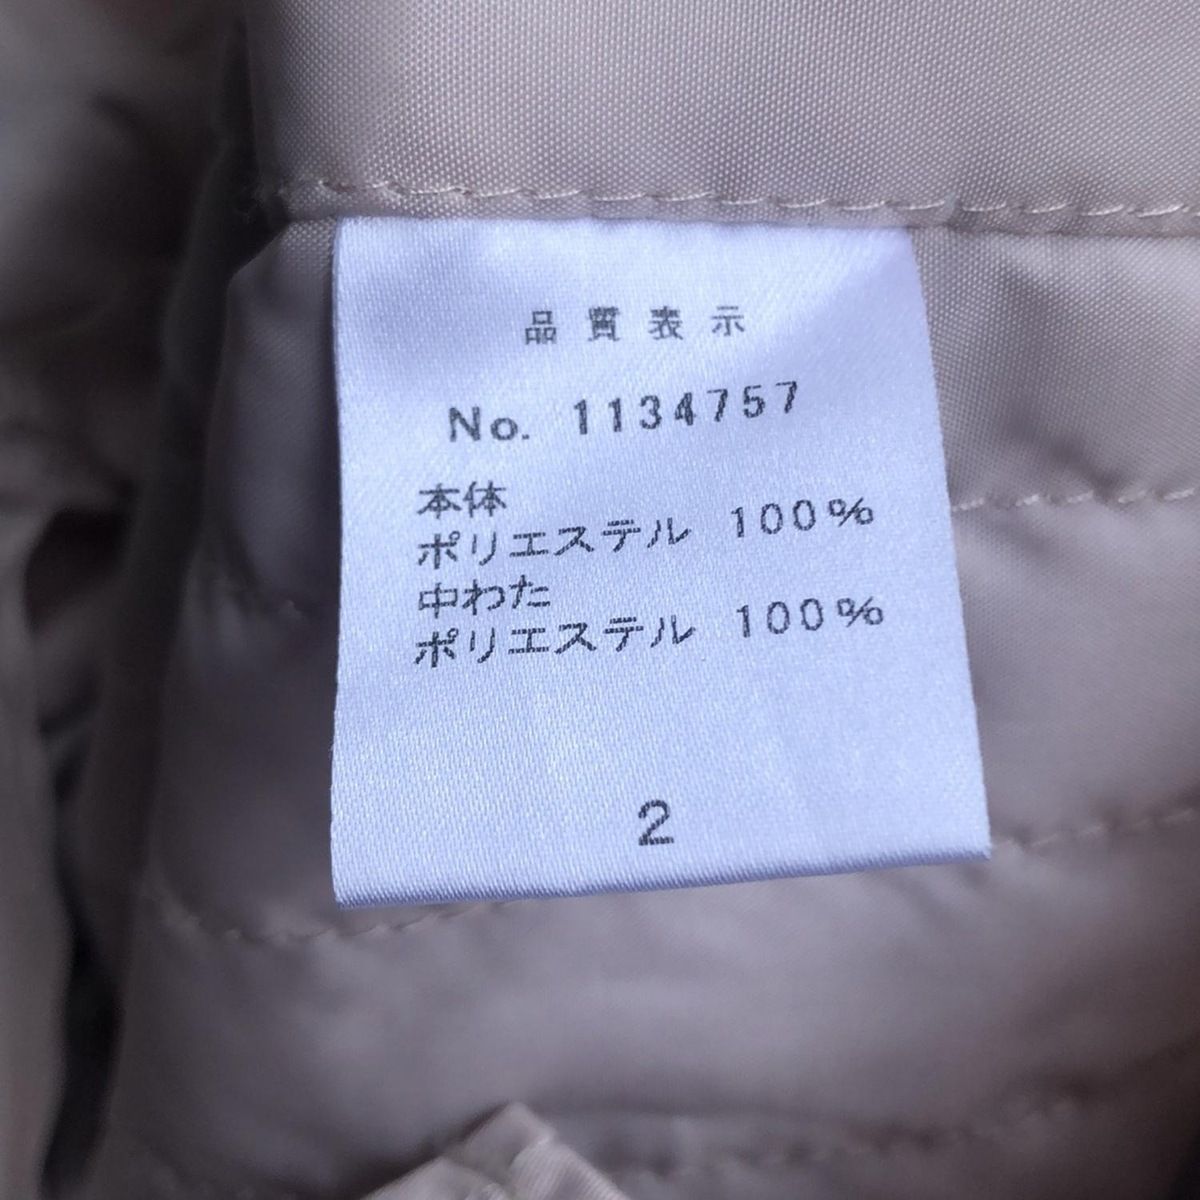 品質表示
No. 1134757
本体
ポリエステル 100%
中わた
ポリエステル 100%
2